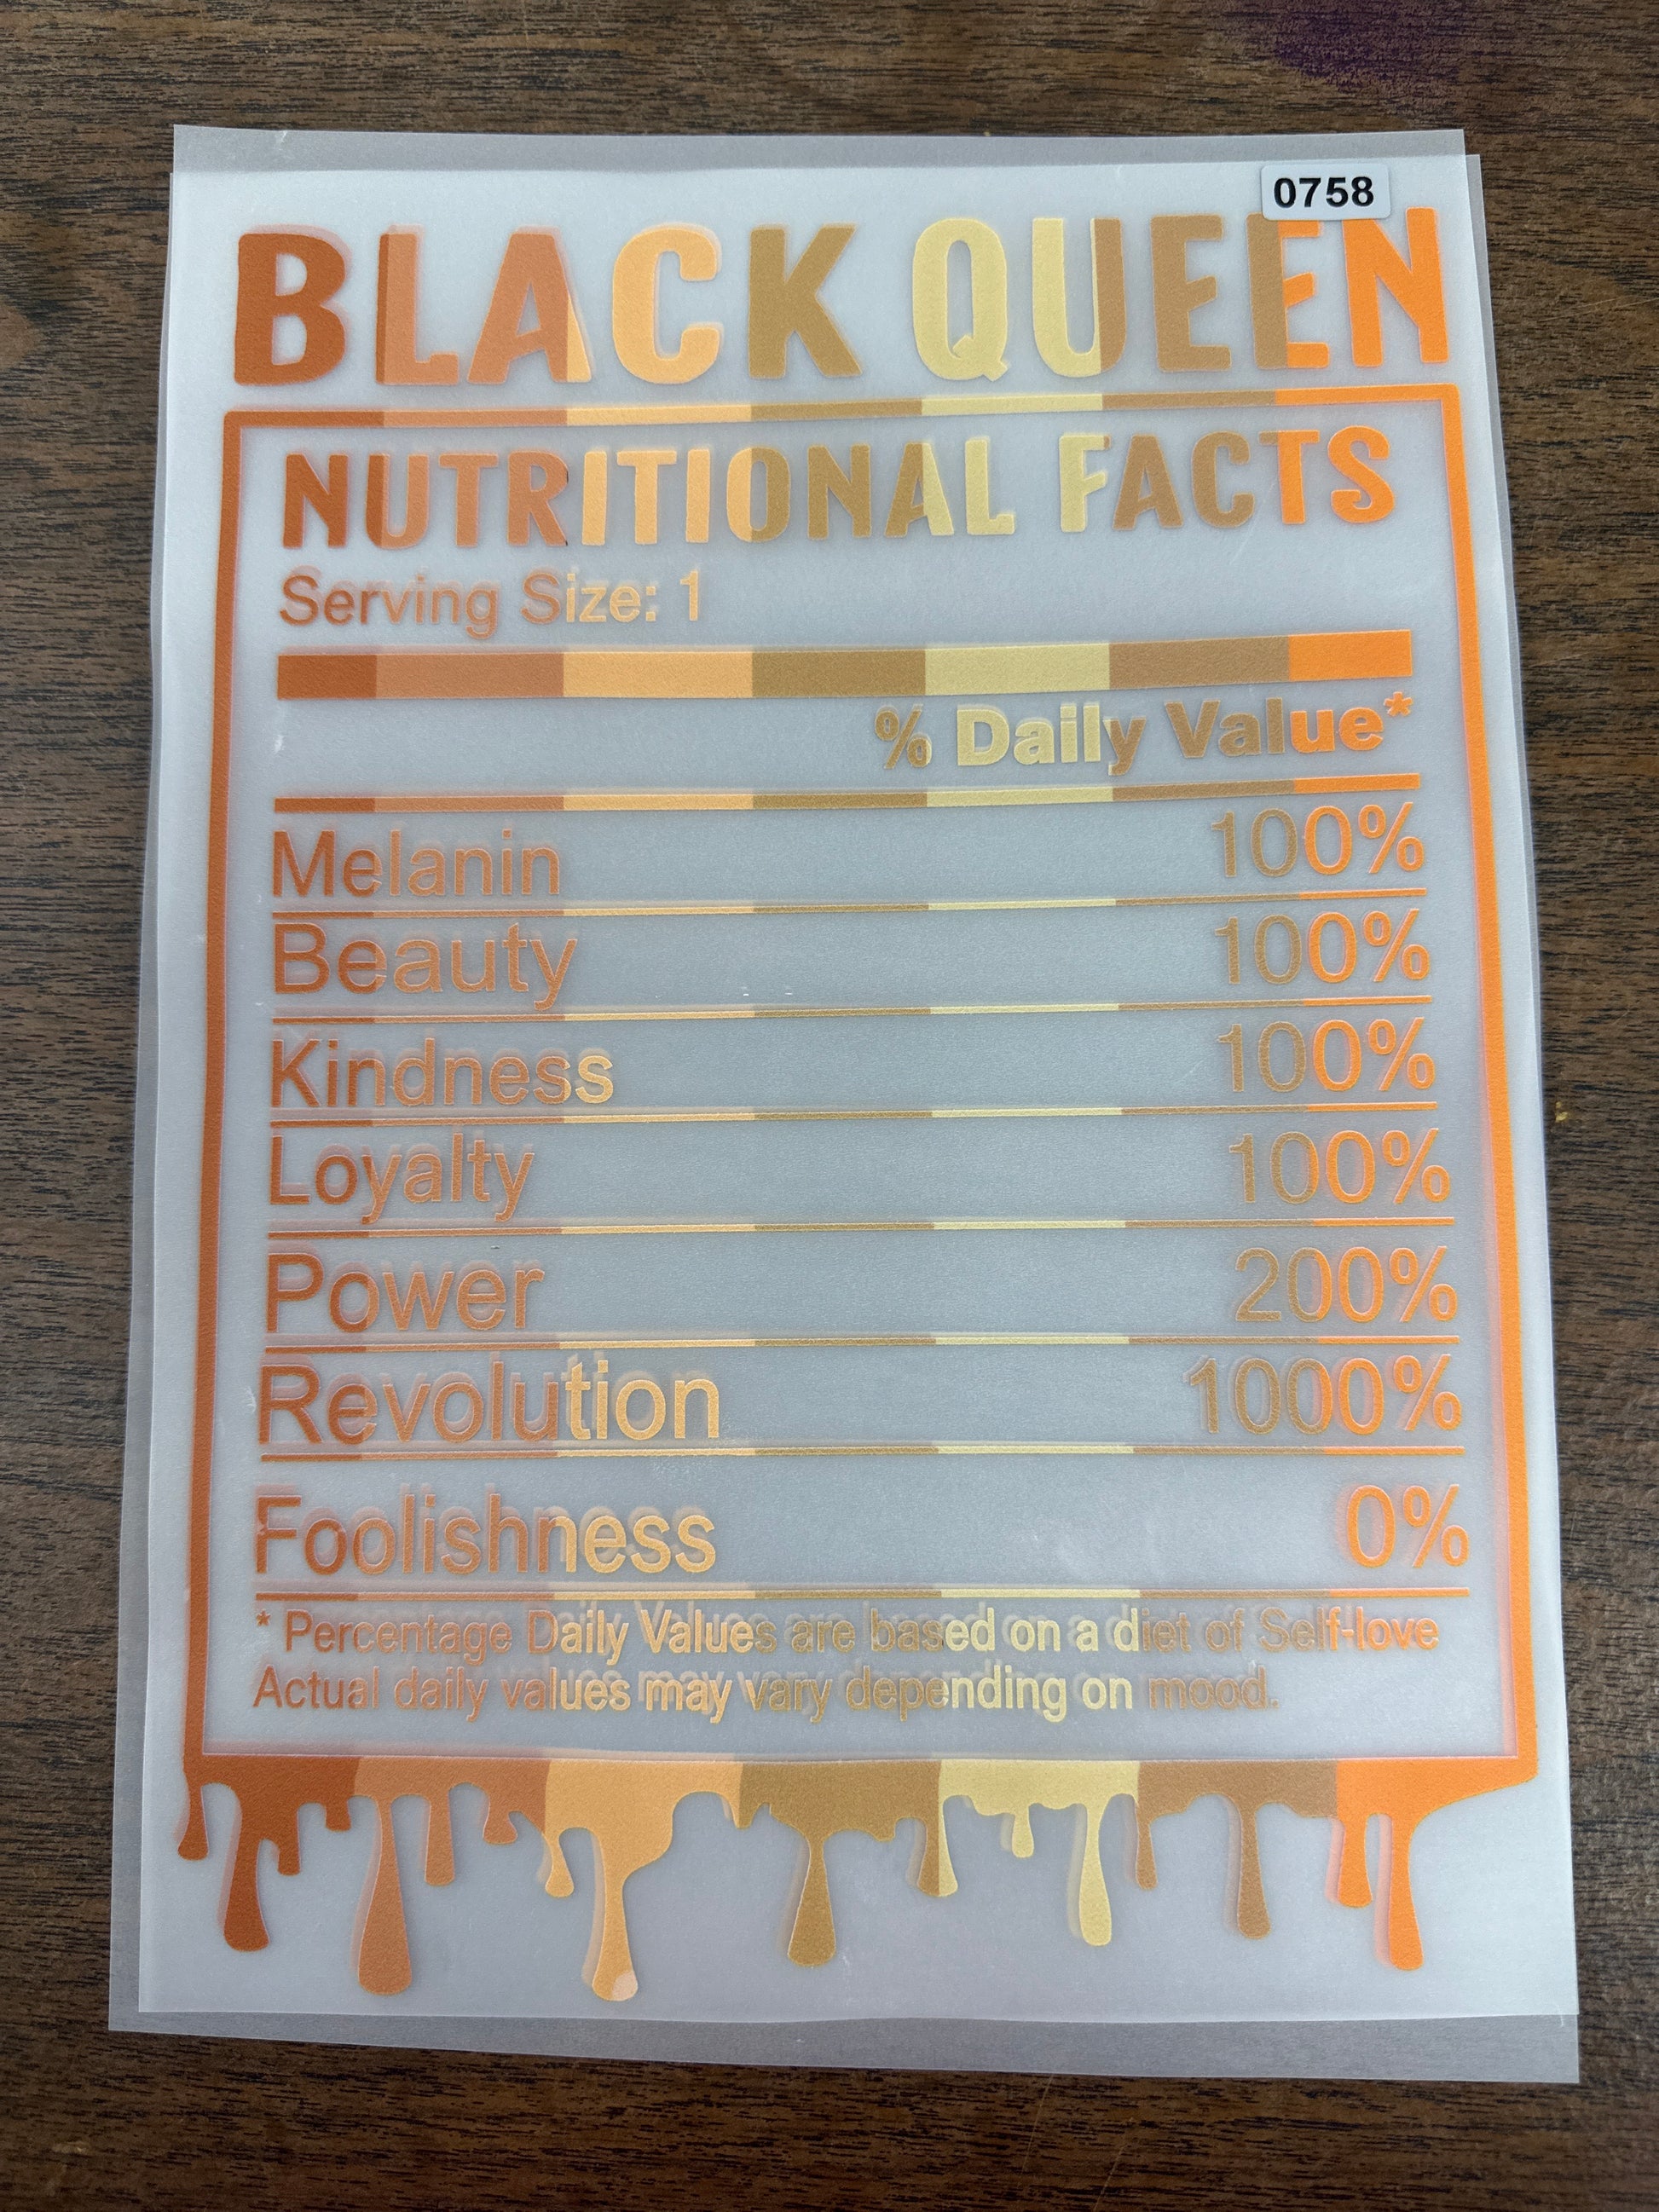 0758
BLACK QUEEN
NUTRITIONAL FACTS
Serving Size: 1
% Daily Value*
Melanin 100%
Beauty 100%
Kindness 100%
Loyalty 100%
Power 200%
Revolution 1000%
Foolishness 0%
* Percentage Daily Values are based on a diet of Self-love
Actual daily values may vary depending on mood.